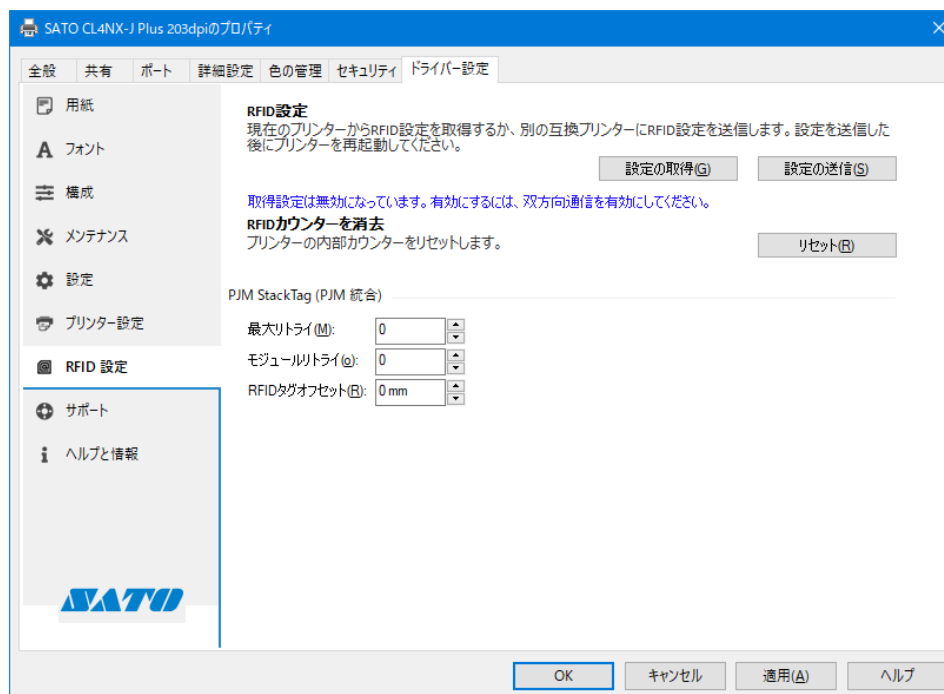 SATO CL4NX-J Plus 203dpiのプロパティ
全般 共有 ポート 詳細設定 色の管理 セキュリティ ドライバー設定
用紙
フォント
構成
メンテナンス
設定
プリンター設定
RFID 設定
サポート
ヘルプと情報
SATO
RFID設定
現在のプリンターからRFID設定を取得するか、別の互換プリンターにRFID設定を送信します。設定を送信した
後にプリンターを再起動してください。
設定の取得(G) 設定の送信(S)
取得設定は無効になっています。有効にするには、双方向通信を有効にしてください。
RFIDカウンターを消去
プリンターの内部カウンターをリセットします。
リセット(R)
PJM StackTag (PJM 統合)
最大リトライ(M): 0
モジュールリトライ(o): 0
RFIDタグオフセット(R): 0 mm
OK キャンセル 適用(A) ヘルプ